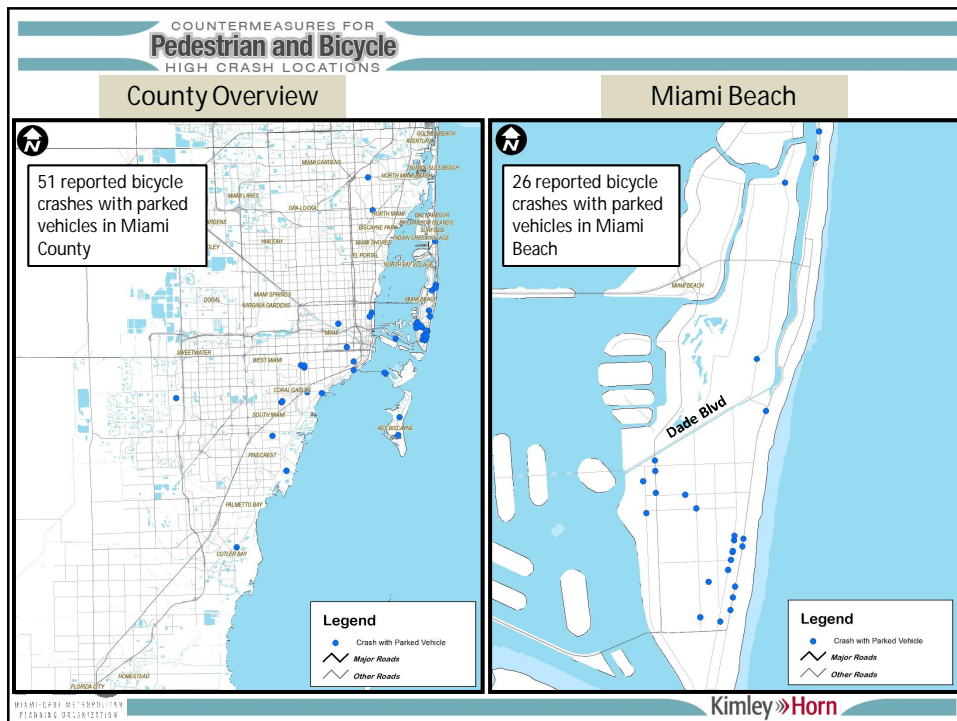 COUNTERMEASURES FOR
Pedestrian and Bicycle
HIGH CRASH LOCATIONS
County Overview
Miami Beach
N
51 reported bicycle
crashes with parked
vehicles in Miami
County
GOLDEN BEACH
AVENTURA
MIAMI GARDENS
ISLES BEACH
NORTH MIAMI BEACH
MIAMI LAKES
OPA-LOCKA
NORTH MIAMI
BAL HARBOUR
BAY HARBOR ISLANDS
BISCAYNE PARK
SURFSIDE
INDIAN CREEK VILLAGE
HIALEAH
MIAMI SHORES
EL PORTAL
NORTH BAY VILLAGE
MIAMI SPRINGS
VIRGINIA GARDENS
DORAL
MIAMI BEACH
MIAMI
SWEETWATER
WEST MIAMI
CORAL GABLES
SOUTH MIAMI
KEY BISCAYNE
PINECREST
PALMETTO BAY
CUTLER BAY
HOMESTEAD
FLORIDA CITY
Legend
Crash with Parked Vehicle
Major Roads
Other Roads
N
26 reported bicycle
crashes with parked
vehicles in Miami
Beach
MIAMI BEACH
Dade Blvd
Legend
Crash with Parked Vehicle
Major Roads
Other Roads
MIAMI-DADE METROPOLITAN
PLANNING ORGANIZATION
Kimley»Horn